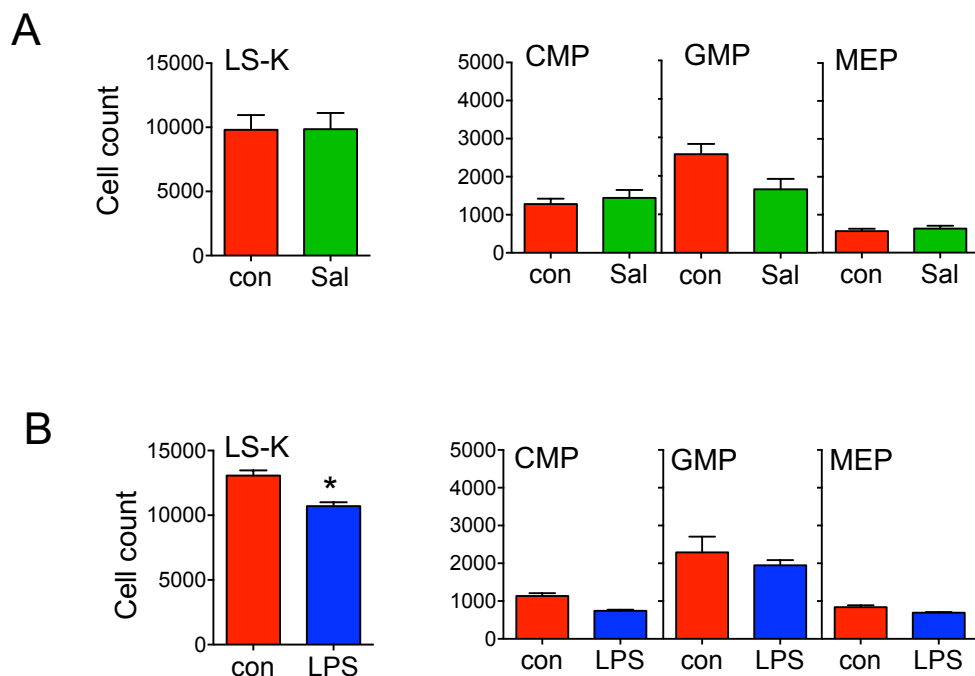 A
LS-K
Cell count
15000
10000
5000
0
con Sal
CMP GMP MEP
5000
4000
3000
2000
1000
0
con Sal con Sal con Sal
B
LS-K
Cell count
15000
10000
5000
0
*
con LPS
CMP GMP MEP
5000
4000
3000
2000
1000
0
con LPS con LPS con LPS